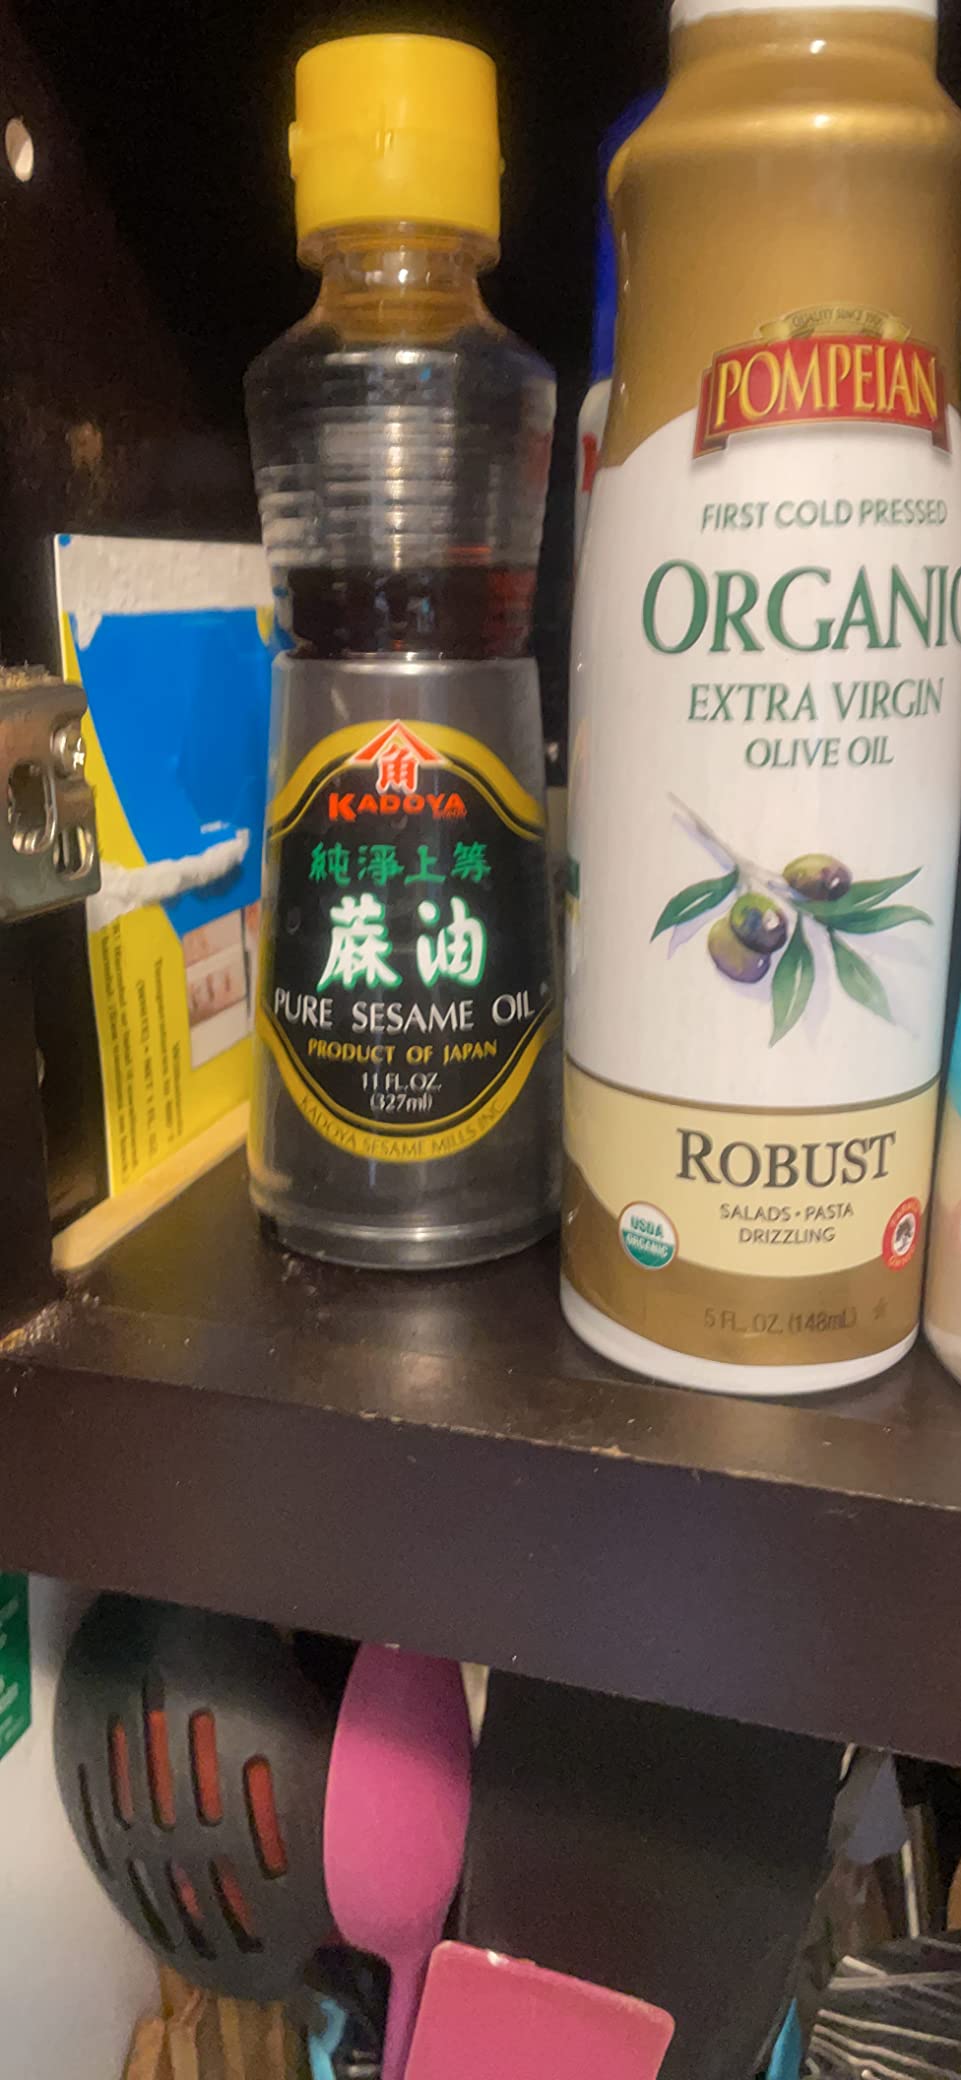 角
KADOYA
純淨上等
蔴油
PURE SESAME OIL
PRODUCT OF JAPAN
11 FL. OZ.
(327ml)
KADOYA SESAME MILLS INC.
POMPEIAN
FIRST COLD PRESSED
ORGANIC
EXTRA VIRGIN
OLIVE OIL
ROBUST
SALADS • PASTA
DRIZZLING
USDA
ORGANIC
5 FL. OZ. (148mL)